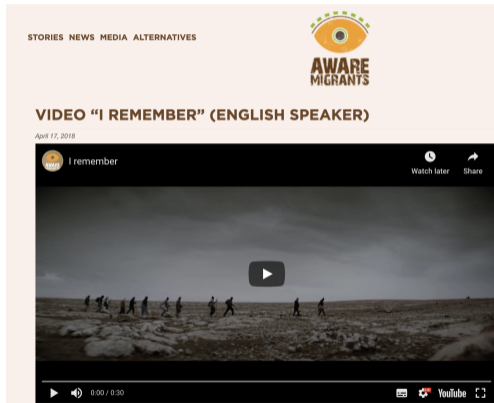 STORIES NEWS MEDIA ALTERNATIVES
AWARE
MIGRANTS
VIDEO “I REMEMBER” (ENGLISH SPEAKER)
April 17, 2018
I remember
Watch later
Share
0:00 / 0:30
YouTube